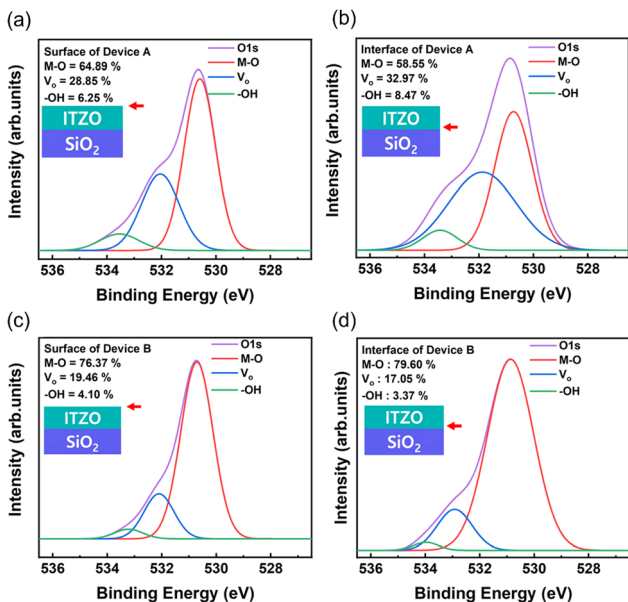 (a)
Surface of Device A
M-O = 64.89 %
Vo = 28.85 %
-OH = 6.25 %
ITZO
SiO2
O1s
M-O
Vo
-OH
Intensity (arb.units)
536 534 532 530 528
Binding Energy (eV)
(b)
Interface of Device A
M-O = 58.55 %
Vo = 32.97 %
-OH = 8.47 %
ITZO
SiO2
O1s
M-O
Vo
-OH
Intensity (arb.units)
536 534 532 530 528
Binding Energy (eV)
(c)
Surface of Device B
M-O = 76.37 %
Vo = 19.46 %
-OH = 4.10 %
ITZO
SiO2
O1s
M-O
Vo
-OH
Intensity (arb.units)
536 534 532 530 528
Binding Energy (eV)
(d)
Interface of Device B
M-O : 79.60 %
Vo : 17.05 %
-OH : 3.37 %
ITZO
SiO2
O1s
M-O
Vo
-OH
Intensity (arb.units)
536 534 532 530 528
Binding Energy (eV)